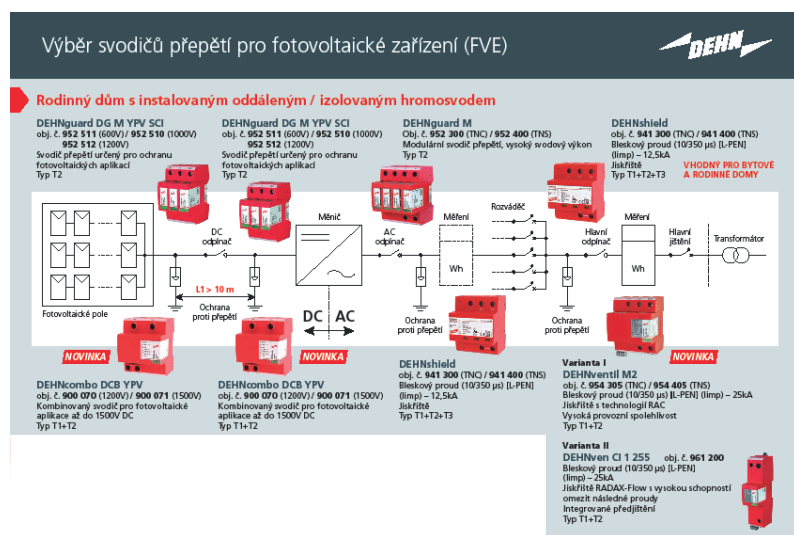 Výběr svodičů přepětí pro fotovoltaické zařízení (FVE)
DEHN
Rodinný dům s instalovaným oddáleným / izolovaným hromosvodem
DEHNguard DG M YPV SCI
obj. č. 952 511 (600V) / 952 510 (1000V)
952 512 (1200V)
Svodič přepětí určený pro ochranu
fotovoltaických aplikací
Typ T2
DEHNguard DG M YPV SCI
obj. č. 952 511 (600V) / 952 510 (1000V)
952 512 (1200V)
Svodič přepětí určený pro ochranu
fotovoltaických aplikací
Typ T2
DEHNguard M
Obj. č. 952 300 (TNC) / 952 400 (TNS)
Modulární svodič přepětí, vysoký svodový výkon
Typ T2
DEHNshield
obj. č. 941 300 (TNC) / 941 400 (TNS)
Bleskový proud (10/350 µs) [L-PEN]
(Iimp) – 12,5kA
Jiskřiště
Typ T1+T2+T3
VHODNÝ PRO BYTOVÉ
A RODINNÉ DOMY
DC
odpínač
Měnič
AC
odpínač
Měření
Rozváděč
Hlavní
odpínač
Měření
Hlavní
jištění
Transformátor
Wh
Wh
L1 > 10 m
Fotovoltaické pole
Ochrana
proti přepětí
DC
AC
Ochrana
proti přepětí
Ochrana
proti přepětí
NOVINKA
NOVINKA
NOVINKA
DEHNcombo DCB YPV
obj. č. 900 070 (1200V) / 900 071 (1500V)
Kombinovaný svodič pro fotovoltaické
aplikace až do 1500V DC
Typ T1+T2
DEHNcombo DCB YPV
obj. č. 900 070 (1200V) / 900 071 (1500V)
Kombinovaný svodič pro fotovoltaické
aplikace až do 1500V DC
Typ T1+T2
DEHNshield
obj. č. 941 300 (TNC) / 941 400 (TNS)
Bleskový proud (10/350 µs) [L-PEN]
(Iimp) – 12,5kA
Jiskřiště
Typ T1+T2+T3
Varianta I
DEHNventil M2
obj. č. 954 305 (TNC) / 954 405 (TNS)
Bleskový proud (10/350 µs) [L-PEN] (Iimp) – 25kA
Jiskřiště s technologií RAC
Vysoká provozní spolehlivost
Typ T1+T2
Varianta II
DEHNven CI 1 255 obj. č. 961 200
Bleskový proud (10/350 µs) [L-PEN]
(Iimp) – 25kA
Jiskřiště RADAX-Flow s vysokou schopností
omezit následné proudy
Integrované předjištění
Typ T1+T2